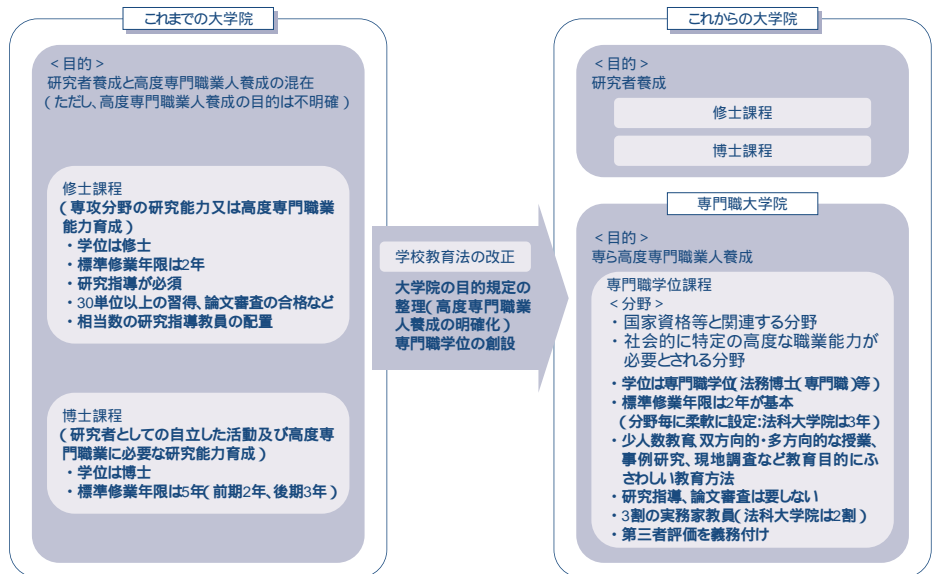 これまでの大学院
<目的>
研究者養成と高度専門職業人養成の混在
(ただし、高度専門職業人養成の目的は不明確)
修士課程
(専攻分野の研究能力又は高度専門職業
能力育成)
・学位は修士
・標準修業年限は2年
・研究指導が必須
・30単位以上の習得、論文審査の合格など
・相当数の研究指導教員の配置
博士課程
(研究者としての自立した活動及び高度専
門職業に必要な研究能力育成)
・学位は博士
・標準修業年限は5年(前期2年、後期3年)
学校教育法の改正
大学院の目的規定の
整理(高度専門職業
人養成の明確化)
専門職学位の創設
これからの大学院
<目的>
研究者養成
修士課程
博士課程
専門職大学院
<目的>
専ら高度専門職業人養成
専門職学位課程
<分野>
・国家資格等と関連する分野
・社会的に特定の高度な職業能力が
必要とされる分野
・学位は専門職学位(法務博士(専門職)等)
・標準修業年限は2年が基本
(分野毎に柔軟に設定:法科大学院は3年)
・少人数教育、双方向的・多方向的な授業、
事例研究、現地調査など教育目的にふ
さわしい教育方法
・研究指導、論文審査は要しない
・3割の実務家教員(法科大学院は2割)
・第三者評価を義務付け